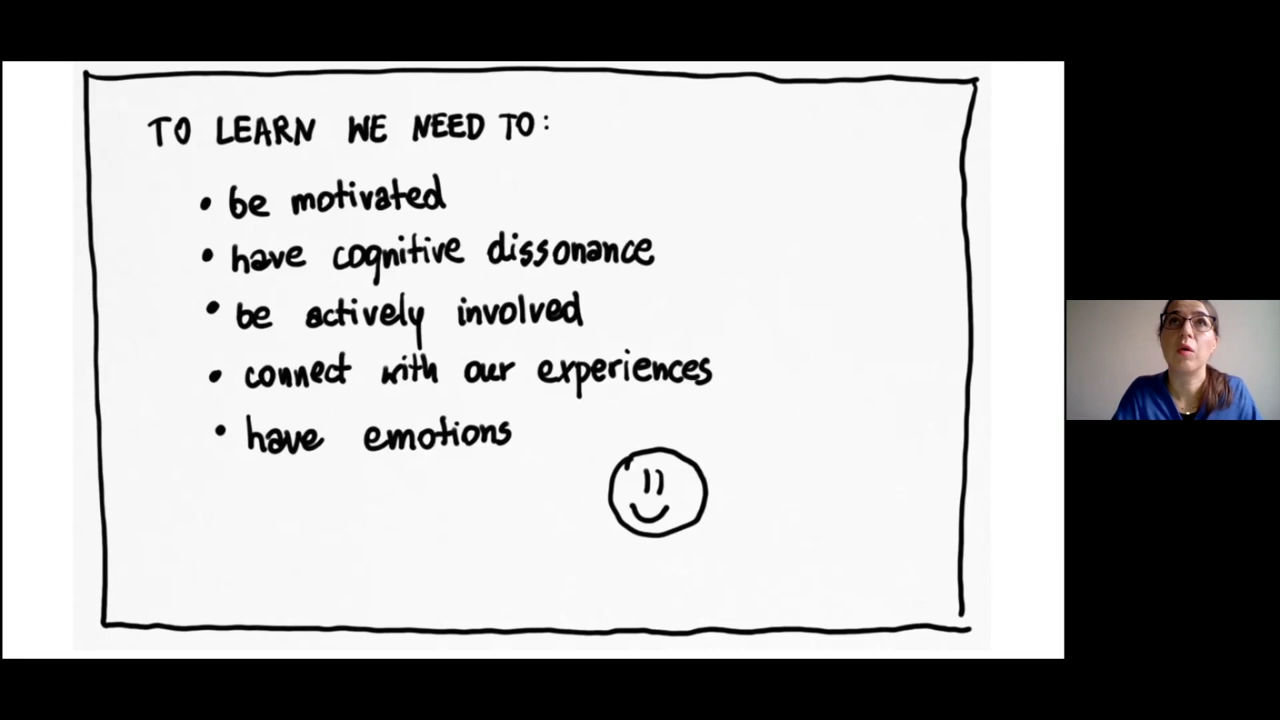 TO LEARN WE NEED TO:
• be motivated
• have cognitive dissonance
• be actively involved
• connect with our experiences
• have emotions